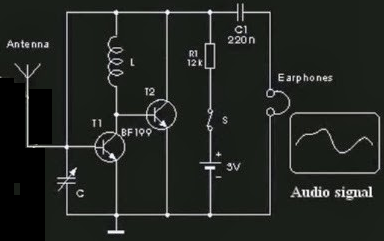 Antenna
L
T1
BF199
T2
C
R1
12k
S
+
3V
-
C1
220n
Earphones
Audio signal